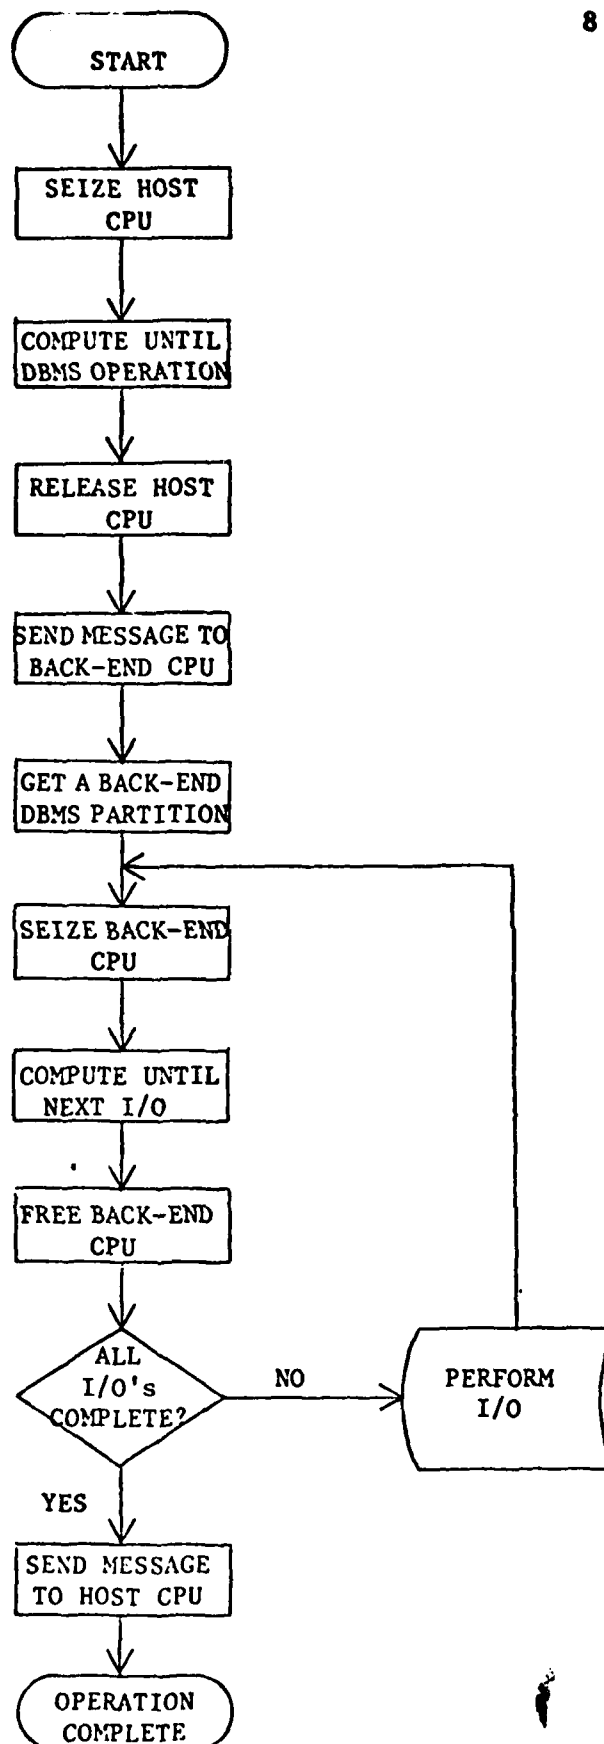 8
START
SEIZE HOST
CPU
COMPUTE UNTIL
DBMS OPERATION
RELEASE HOST
CPU
SEND MESSAGE TO
BACK-END CPU
GET A BACK-END
DBMS PARTITION
SEIZE BACK-END
CPU
COMPUTE UNTIL
NEXT I/O
FREE BACK-END
CPU
ALL
I/O's
COMPLETE?
NO
PERFORM
I/O
YES
SEND MESSAGE
TO HOST CPU
OPERATION
COMPLETE